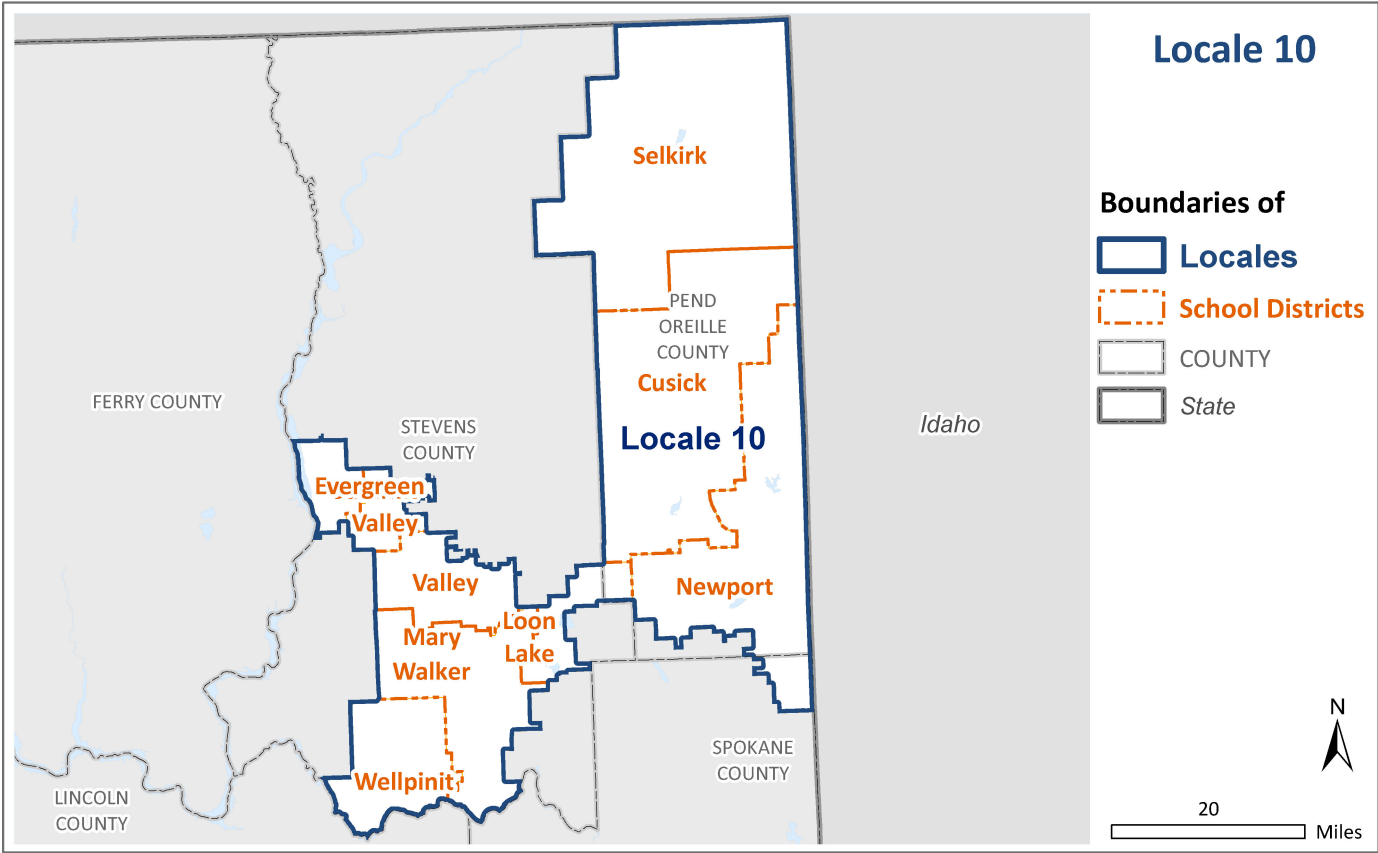 Locale 10
Selkirk
Boundaries of
Locales
School Districts
COUNTY
State
PEND
OREILLE
COUNTY
Cusick
Locale 10
FERRY COUNTY
STEVENS
COUNTY
Idaho
Evergreen
Valley
Valley
Newport
Loon
Lake
Mary
Walker
Wellpinit
SPOKANE
COUNTY
LINCOLN
COUNTY
N
20
Miles